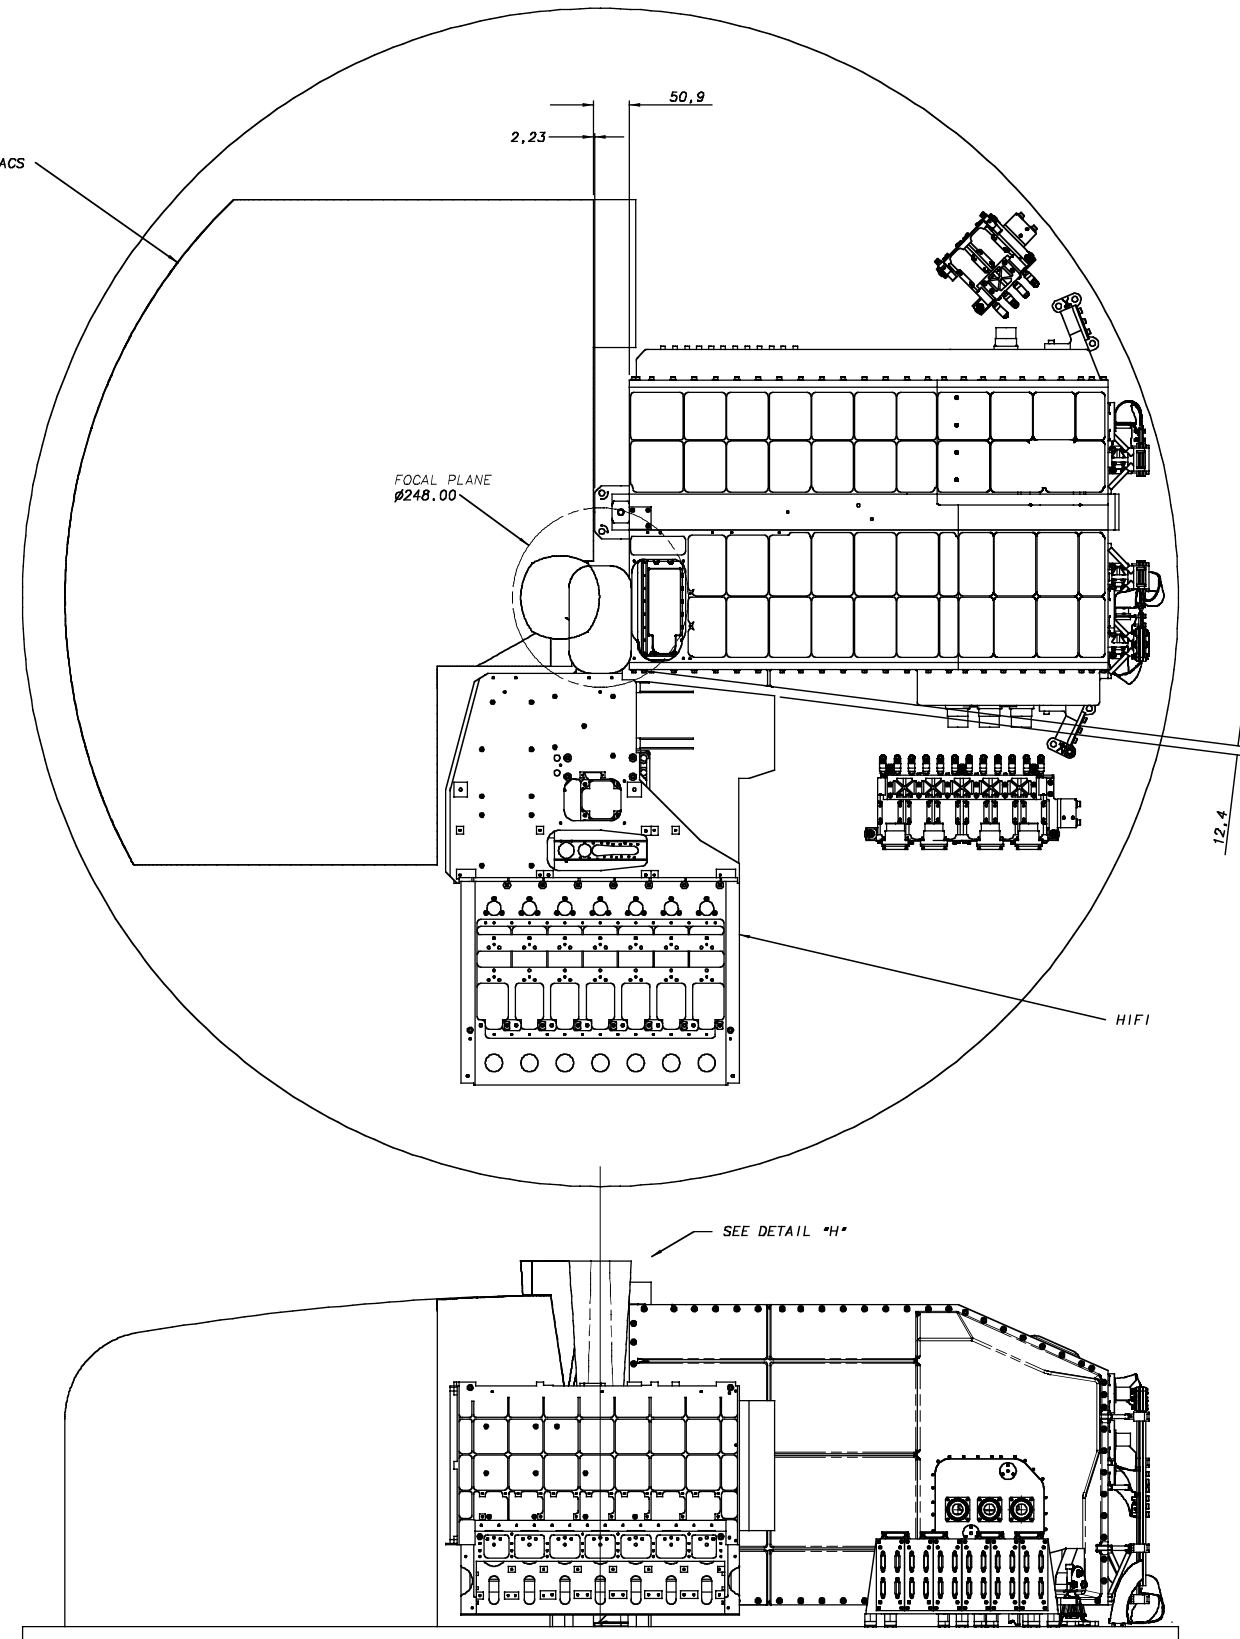 50,9
2,23
ACS
FOCAL PLANE
ø248.00
12,4
HIFI
SEE DETAIL "H"